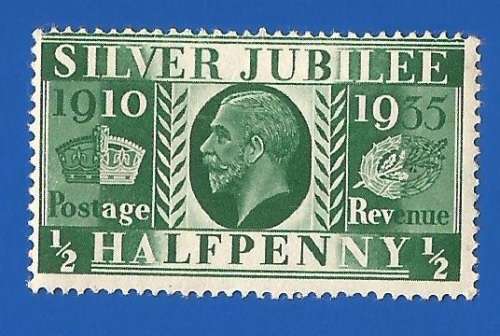 SILVER JUBILEE
1910 1935
Postage Revenue
½ HALFPENNY ½